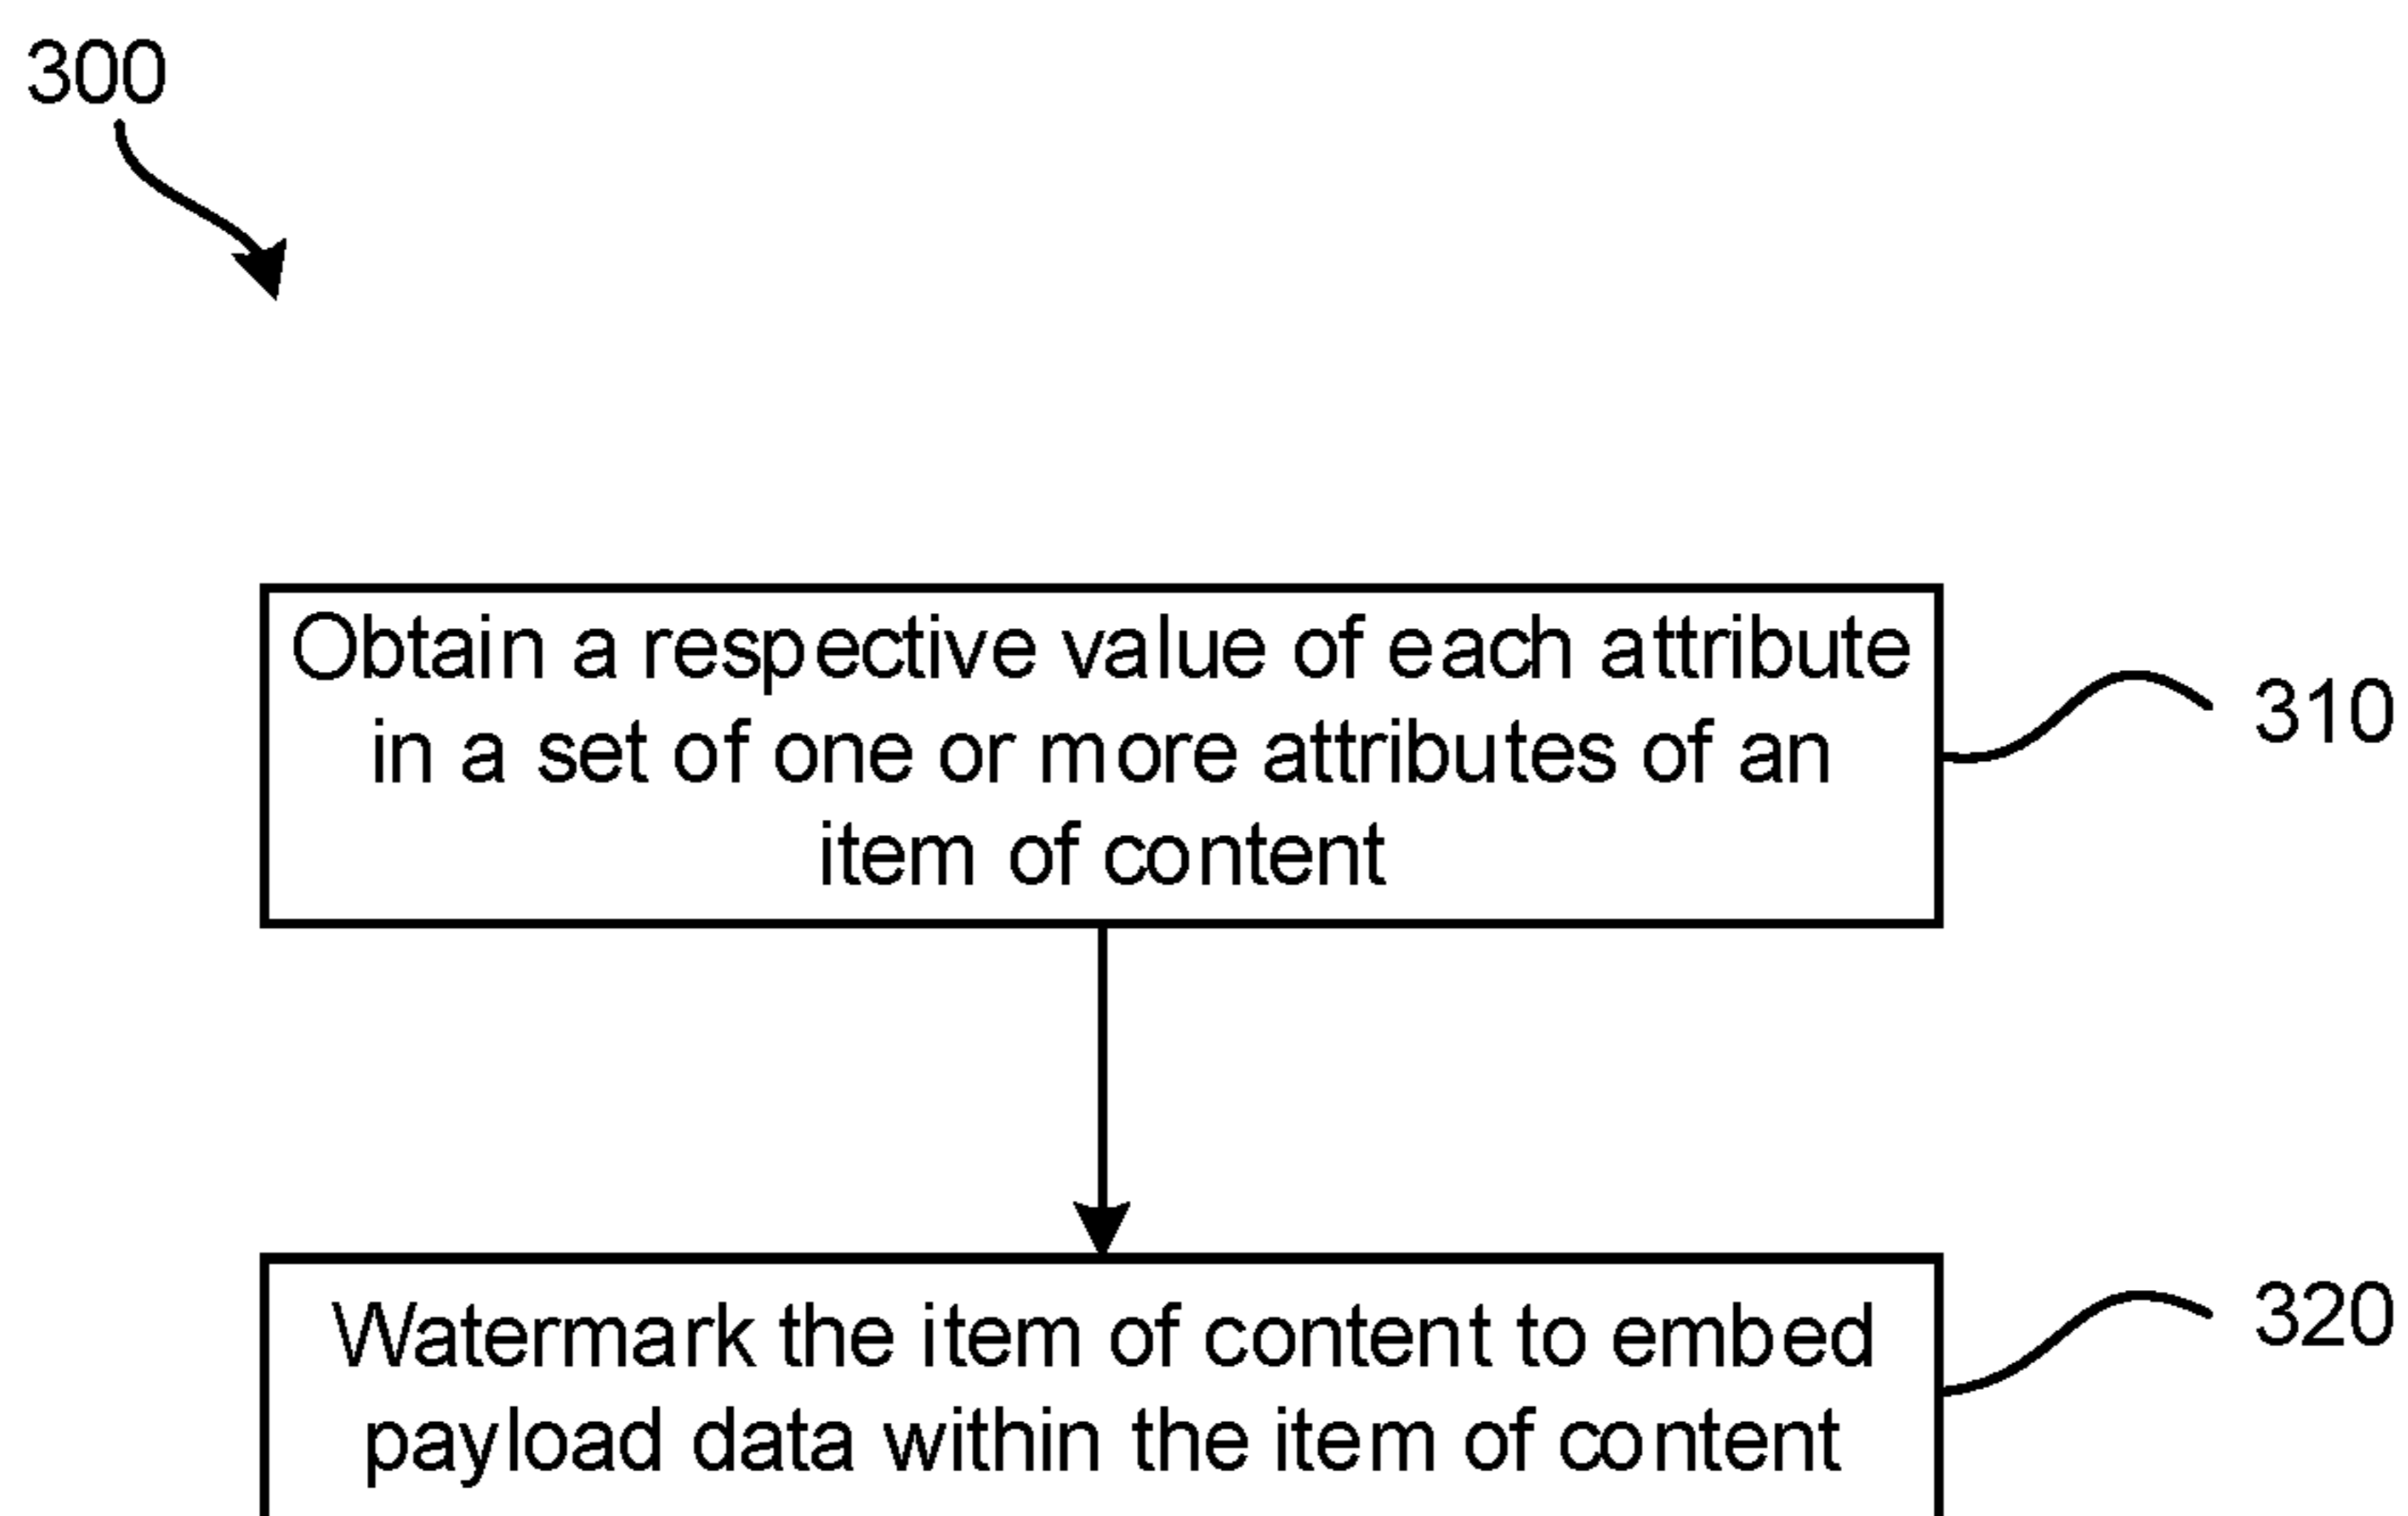 300
Obtain a respective value of each attribute
in a set of one or more attributes of an
item of content
310
Watermark the item of content to embed
payload data within the item of content
320